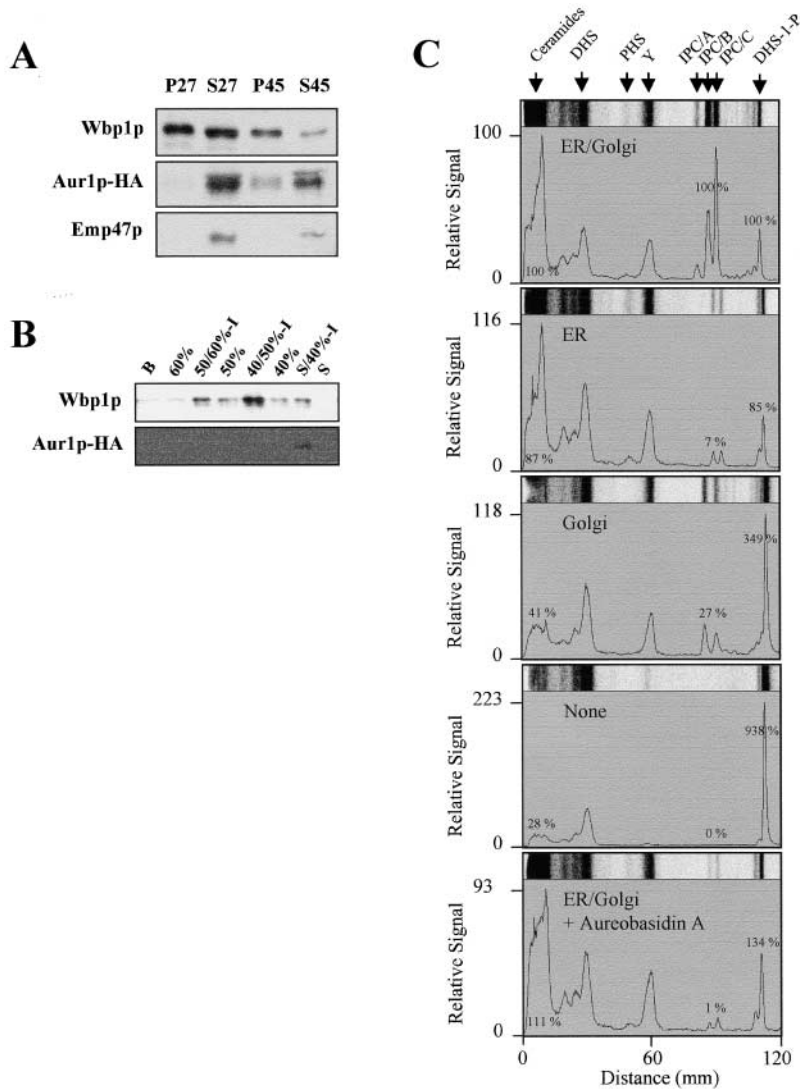 A
P27 S27 P45 S45
Wbp1p
Aur1p-HA
Emp47p
B
B 60% 50/60%-I 50% 40/50%-I 40% S/40%-I S
Wbp1p
Aur1p-HA
C
Ceramides DHS PHS Y IPC/A IPC/B IPC/C DHS-1-P
Relative Signal
100
0
ER/Golgi
100 %
100 %
100 %
Relative Signal
116
0
ER
87 %
7 %
85 %
Relative Signal
118
0
Golgi
41 %
27 %
349 %
Relative Signal
223
0
None
28 %
0 %
938 %
Relative Signal
93
0
ER/Golgi
+ Aureobasidin A
111 %
1 %
134 %
0 60 120
Distance (mm)